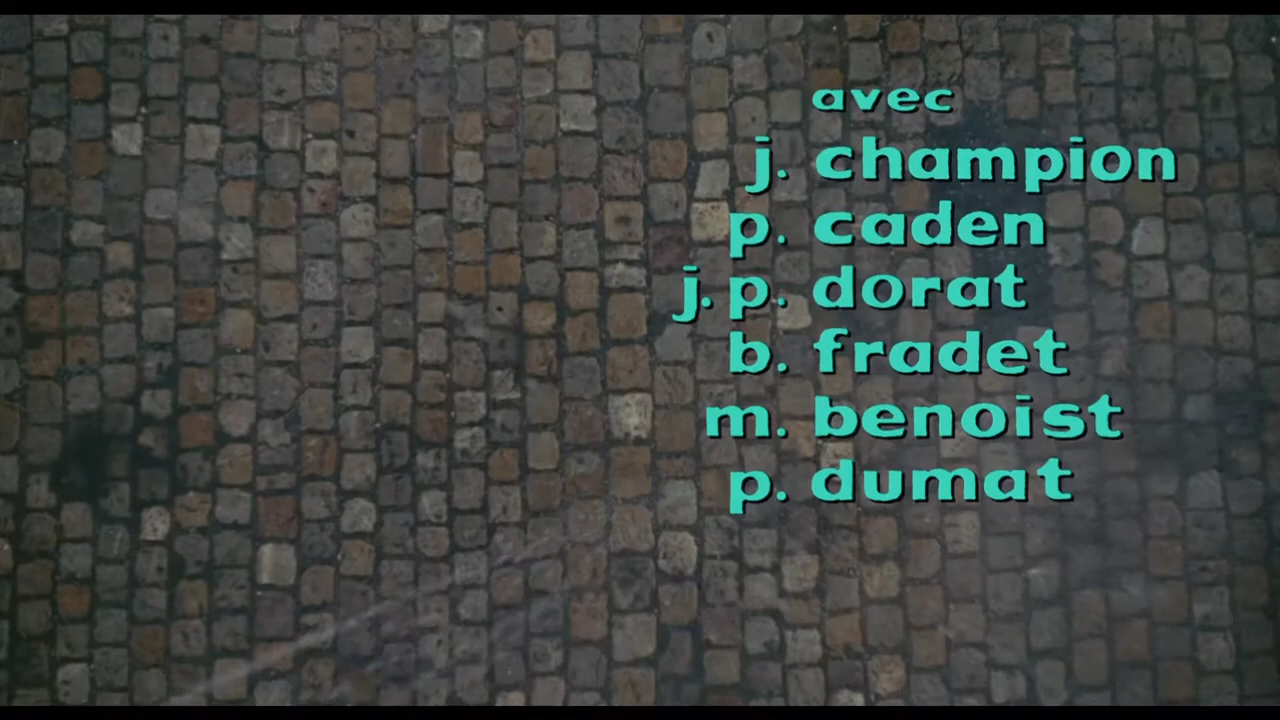 avec
j. champion
p. caden
j. p. dorat
b. fradet
m. benoist
p. dumat